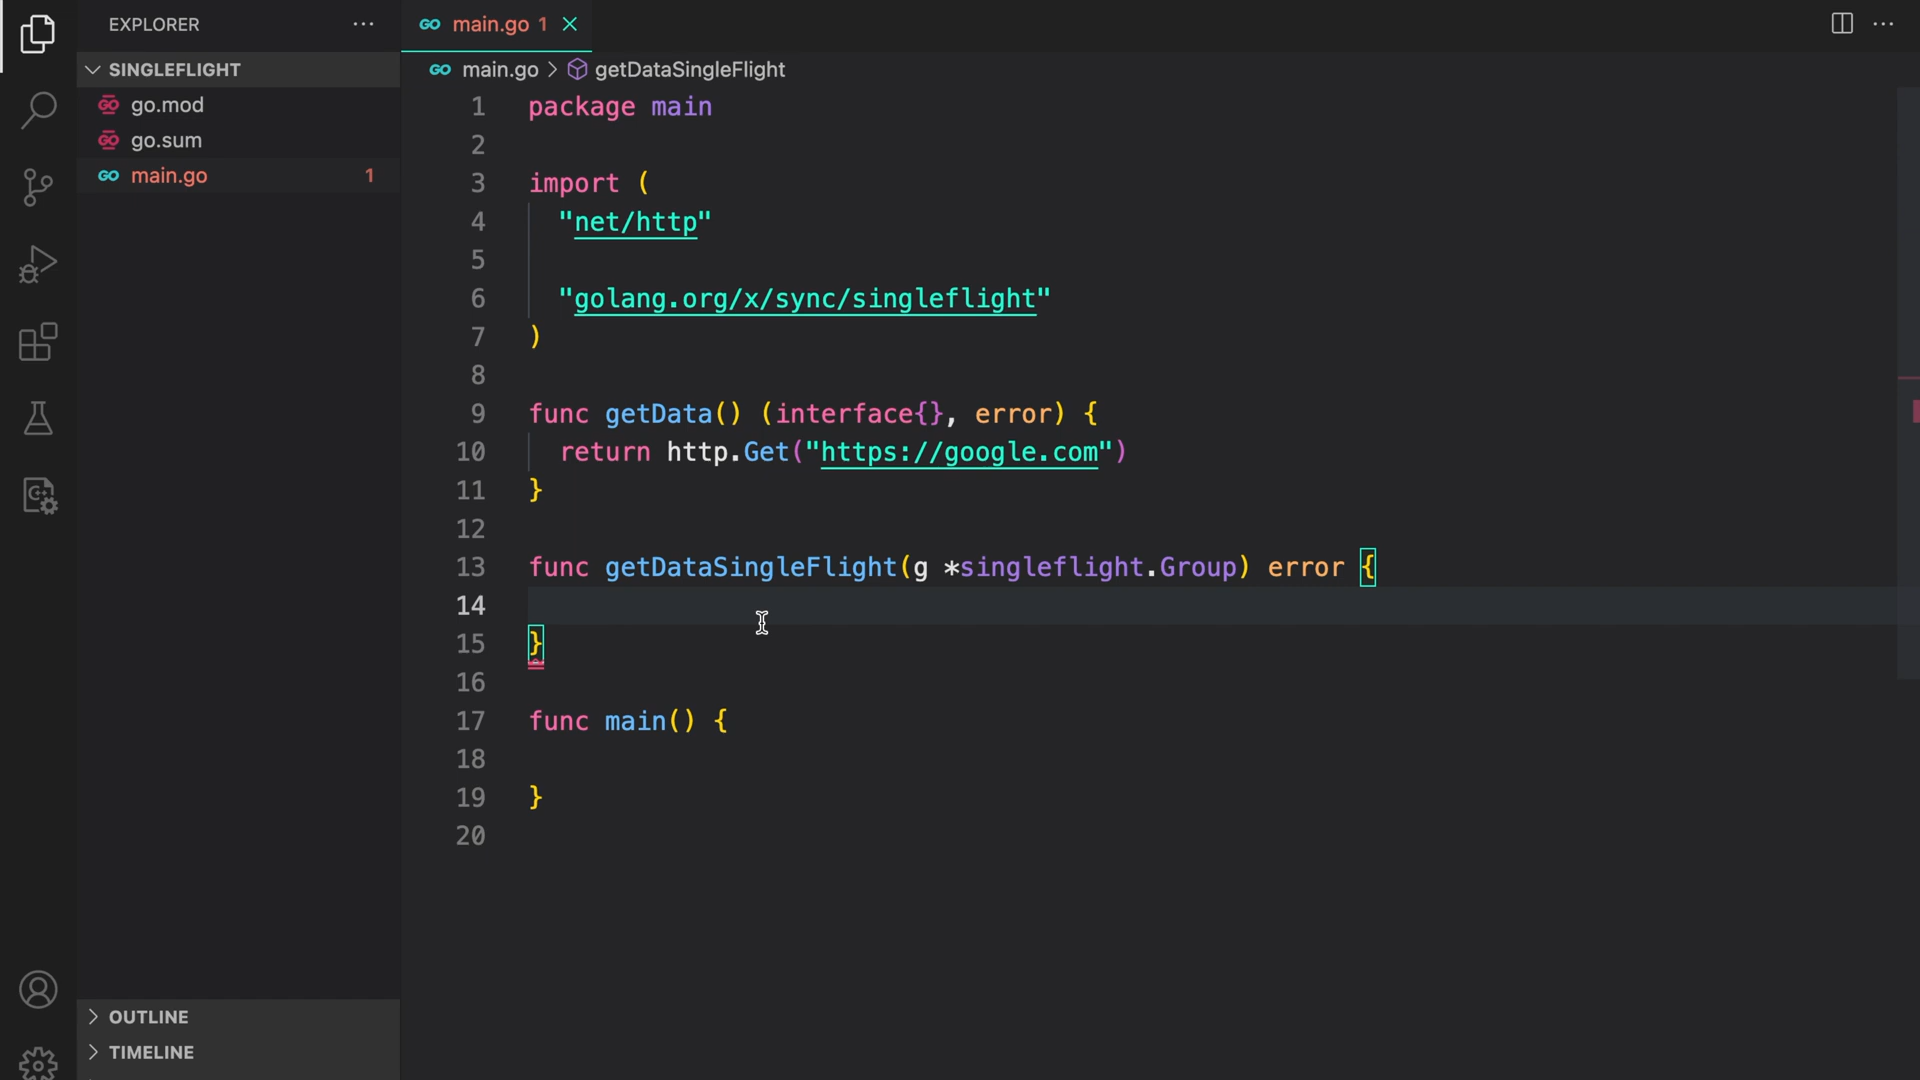 EXPLORER
SINGLEFLIGHT
go.mod
go.sum
main.go 1
OUTLINE
TIMELINE
main.go 1
main.go > getDataSingleFlight
1 package main
2
3 import (
4 "net/http"
5
6 "golang.org/x/sync/singleflight"
7 )
8
9 func getData() (interface{}, error) {
10 return http.Get("https://google.com")
11 }
12
13 func getDataSingleFlight(g *singleflight.Group) error {
14
15 }
16
17 func main() {
18
19 }
20